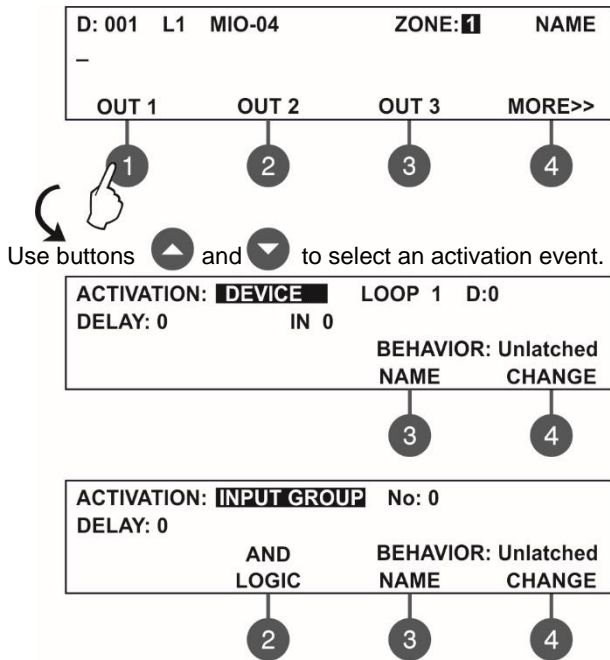 D: 001 L1 MIO-04 ZONE:1 NAME
_
OUT 1 OUT 2 OUT 3 MORE>>
1 2 3 4
Use buttons and to select an activation event.
ACTIVATION: DEVICE LOOP 1 D:0
DELAY: 0 IN 0
BEHAVIOR: Unlatched
NAME CHANGE
3 4
ACTIVATION: INPUT GROUP No: 0
DELAY: 0
AND BEHAVIOR: Unlatched
LOGIC NAME CHANGE
2 3 4